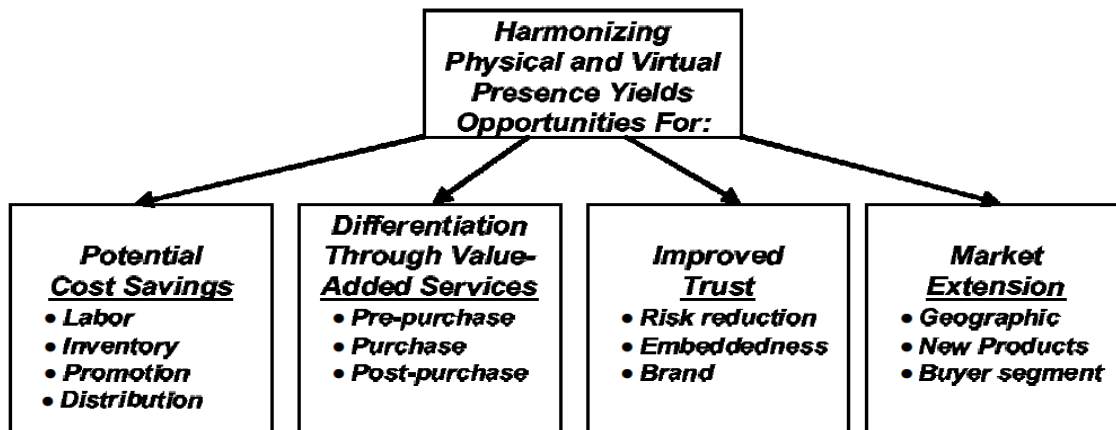 Harmonizing
Physical and Virtual
Presence Yields
Opportunities For:
Potential
Cost Savings
• Labor
• Inventory
• Promotion
• Distribution
Differentiation
Through Value-
Added Services
• Pre-purchase
• Purchase
• Post-purchase
Improved
Trust
• Risk reduction
• Embeddedness
• Brand
Market
Extension
• Geographic
• New Products
• Buyer segment